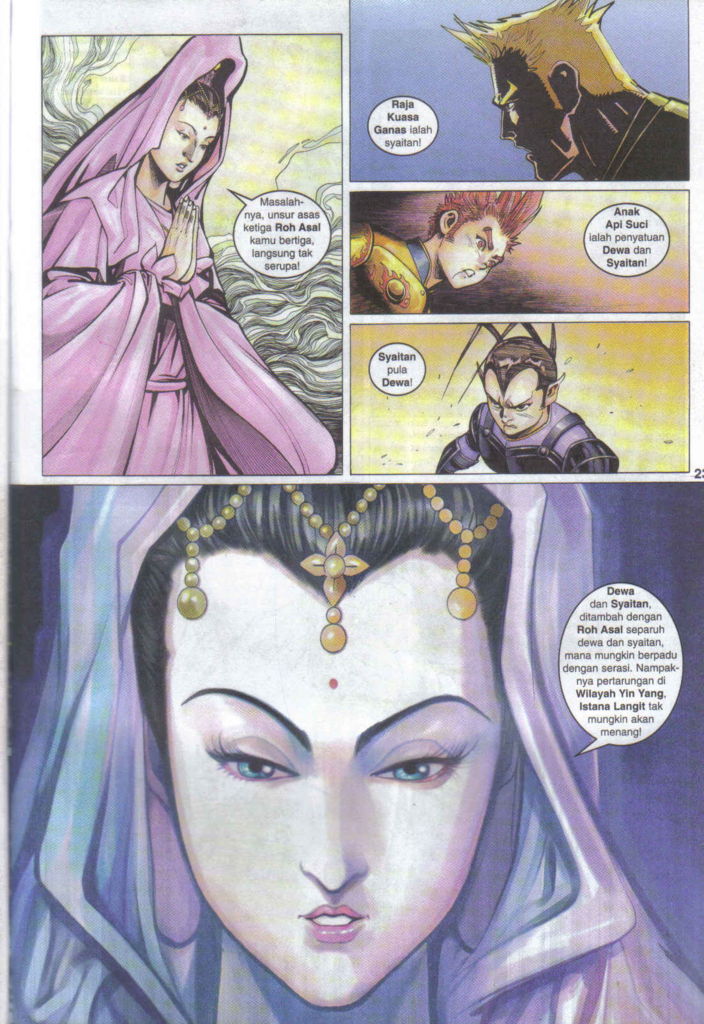 Masalah-
nya, unsur asas
ketiga Roh Asal
kamu bertiga,
langsung tak
serupa!
Raja
Kuasa
Ganas ialah
syaitan!
Anak
Api Suci
ialah penyatuan
Dewa dan
Syaitan!
Syaitan
pula
Dewa!
23
Dewa
dan Syaitan,
ditambah dengan
Roh Asal separuh
dewa dan syaitan,
mana mungkin berpadu
dengan serasi. Nampak-
nya pertarungan di
Wilayah Yin Yang,
Istana Langit tak
mungkin akan
menang!